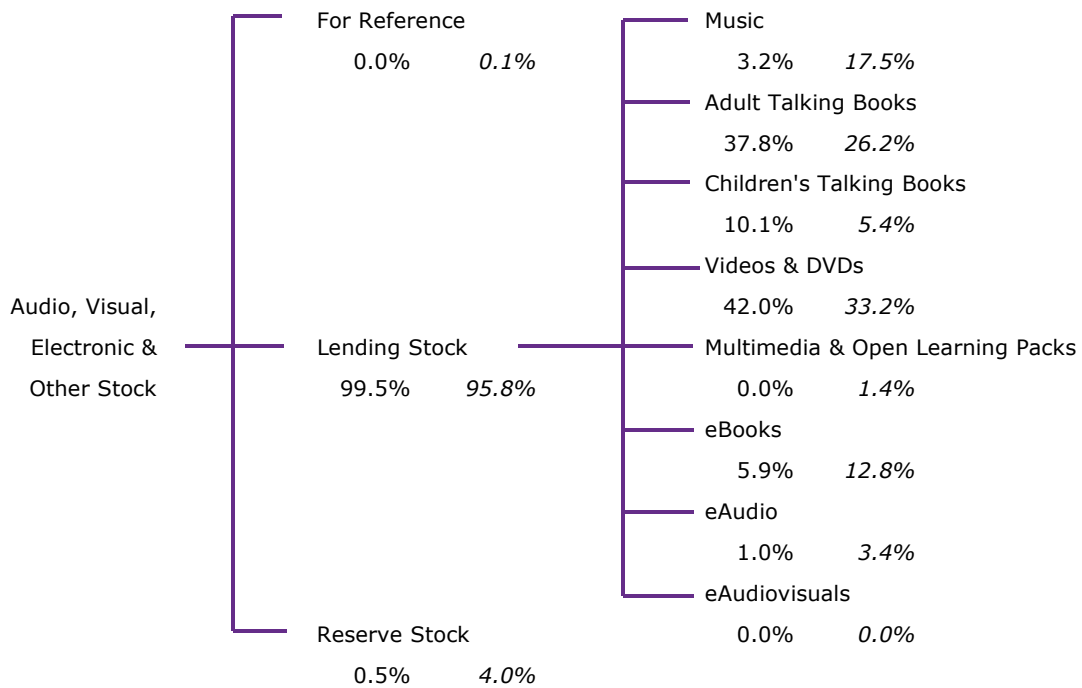 For Reference
0.0% 0.1%
Audio, Visual,
Electronic &
Other Stock
Lending Stock
99.5% 95.8%
Reserve Stock
0.5% 4.0%
Music
3.2% 17.5%
Adult Talking Books
37.8% 26.2%
Children's Talking Books
10.1% 5.4%
Videos & DVDs
42.0% 33.2%
Multimedia & Open Learning Packs
0.0% 1.4%
eBooks
5.9% 12.8%
eAudio
1.0% 3.4%
eAudiovisuals
0.0% 0.0%